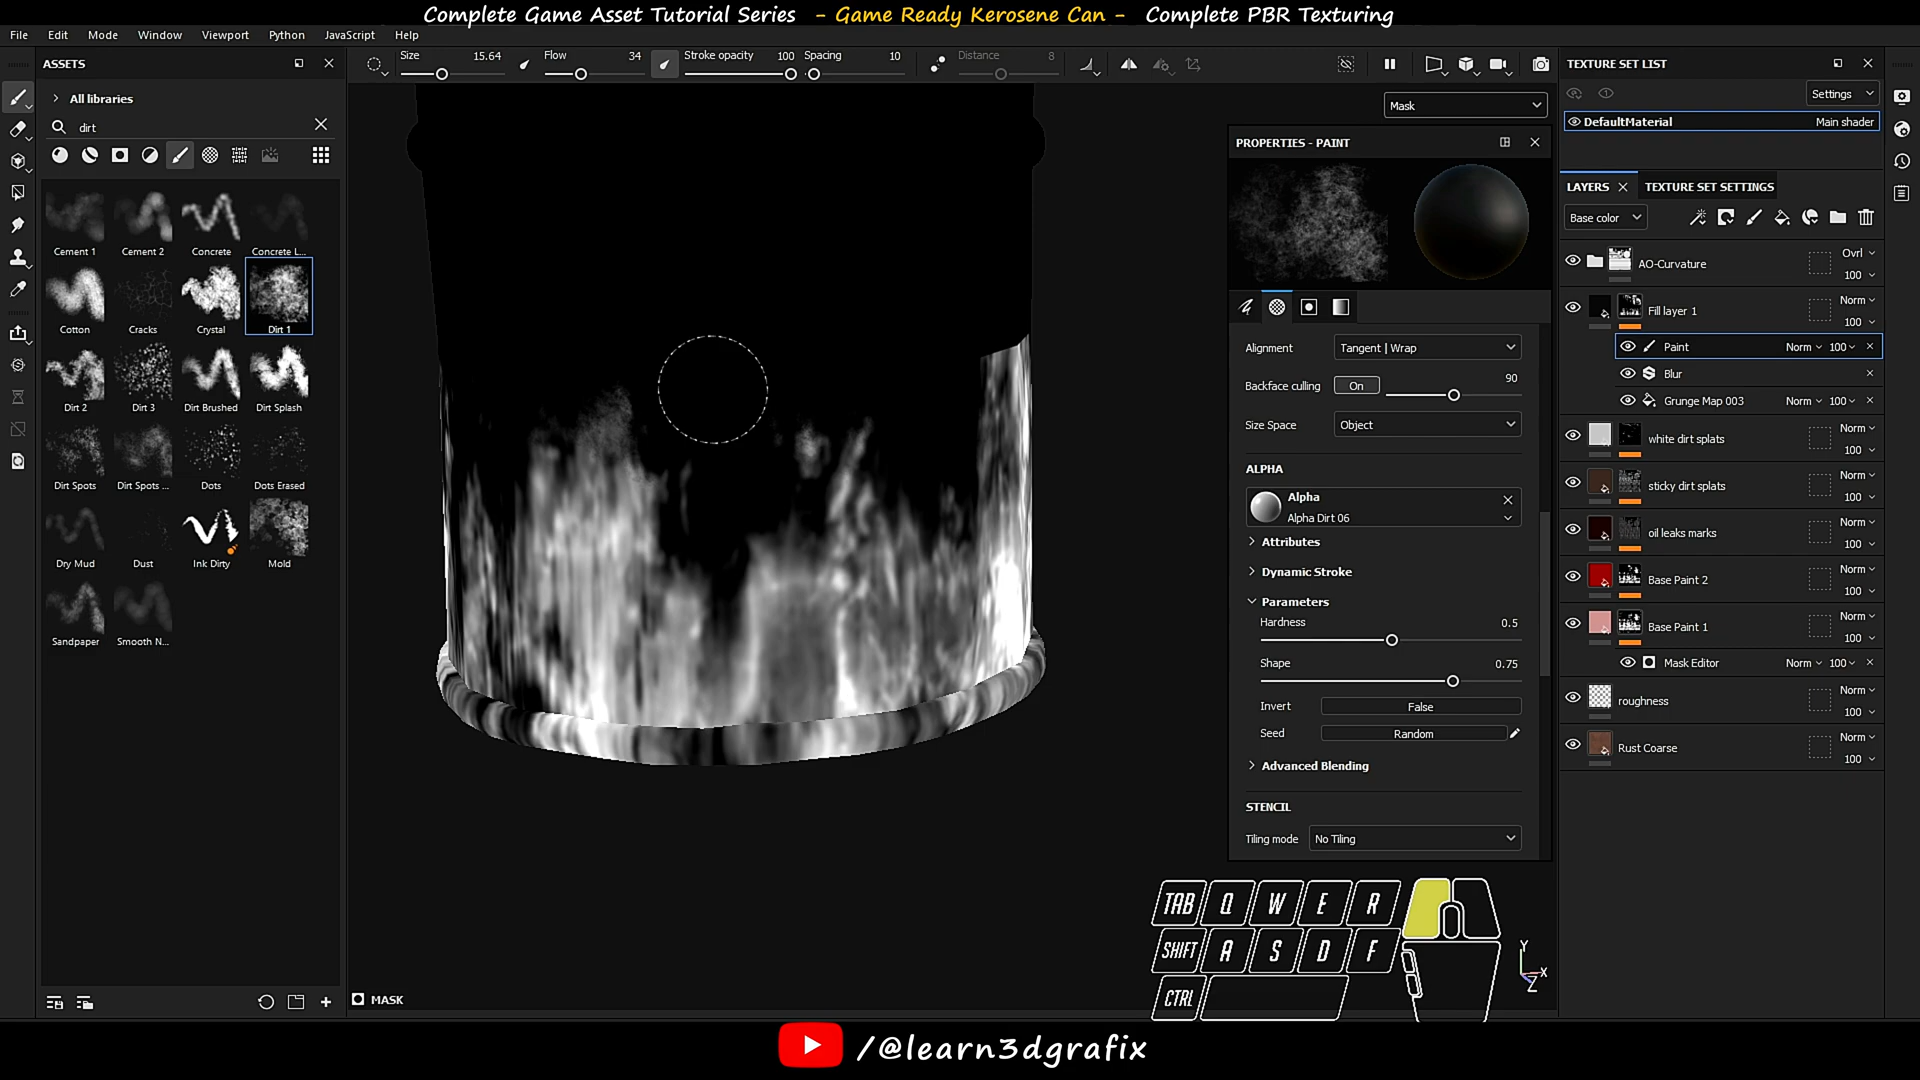 Complete Game Asset Tutorial Series - Game Ready Kerosene Can - Complete PBR Texturing
File Edit Mode Window Viewport Python JavaScript Help
ASSETS
Size 15.64 Flow 34 Stroke opacity 100 Spacing 10 Distance 8
TEXTURE SET LIST
All libraries
Mask
Settings
dirt
DefaultMaterial Main shader
PROPERTIES - PAINT
LAYERS TEXTURE SET SETTINGS
Base color
Cement 1 Cement 2 Concrete Concrete L...
Cotton Cracks Crystal Dirt 1
Dirt 2 Dirt 3 Dirt Brushed Dirt Splash
Dirt Spots Dirt Spots ... Dots Dots Erased
Dry Mud Dust Ink Dirty Mold
Sandpaper Smooth N...
Alignment Tangent | Wrap
Backface culling On 90
Size Space Object
ALPHA
Alpha
Alpha Dirt 06
Attributes
Dynamic Stroke
Parameters
Hardness 0.5
Shape 0.75
Invert False
Seed Random
Advanced Blending
STENCIL
Tiling mode No Tiling
AO-Curvature Ovrl 100
Fill layer 1 Norm 100
Paint Norm 100
Blur
Grunge Map 003 Norm 100
white dirt splats Norm 100
sticky dirt splats Norm 100
oil leaks marks Norm 100
Base Paint 2 Norm 100
Base Paint 1 Norm 100
Mask Editor Norm 100
roughness Norm 100
Rust Coarse Norm 100
TAB Q W E R
SHIFT A S D F
CTRL
Y
X
Z
MASK
/@learn3dgrafix